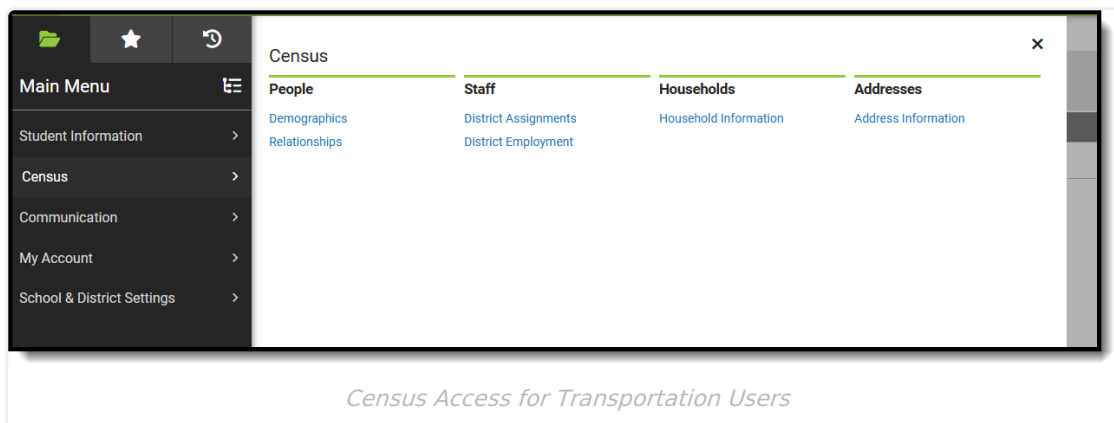 Main Menu
Student Information
Census
Communication
My Account
School & District Settings
Census
People
Demographics
Relationships
Staff
District Assignments
District Employment
Households
Household Information
Addresses
Address Information
Census Access for Transportation Users